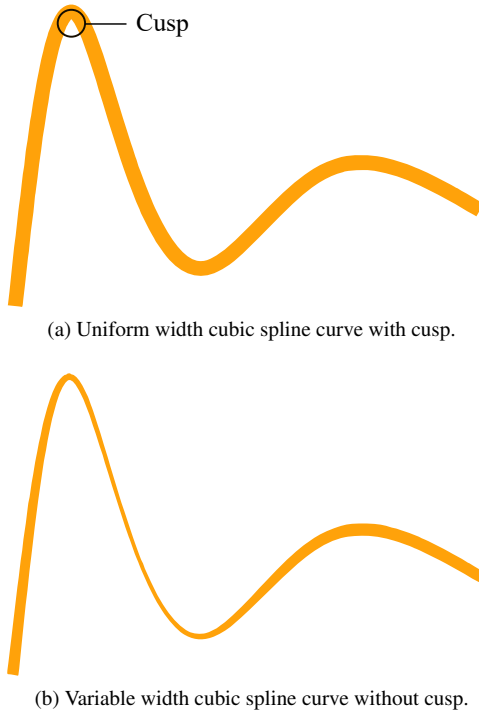 Cusp
(a) Uniform width cubic spline curve with cusp.
(b) Variable width cubic spline curve without cusp.